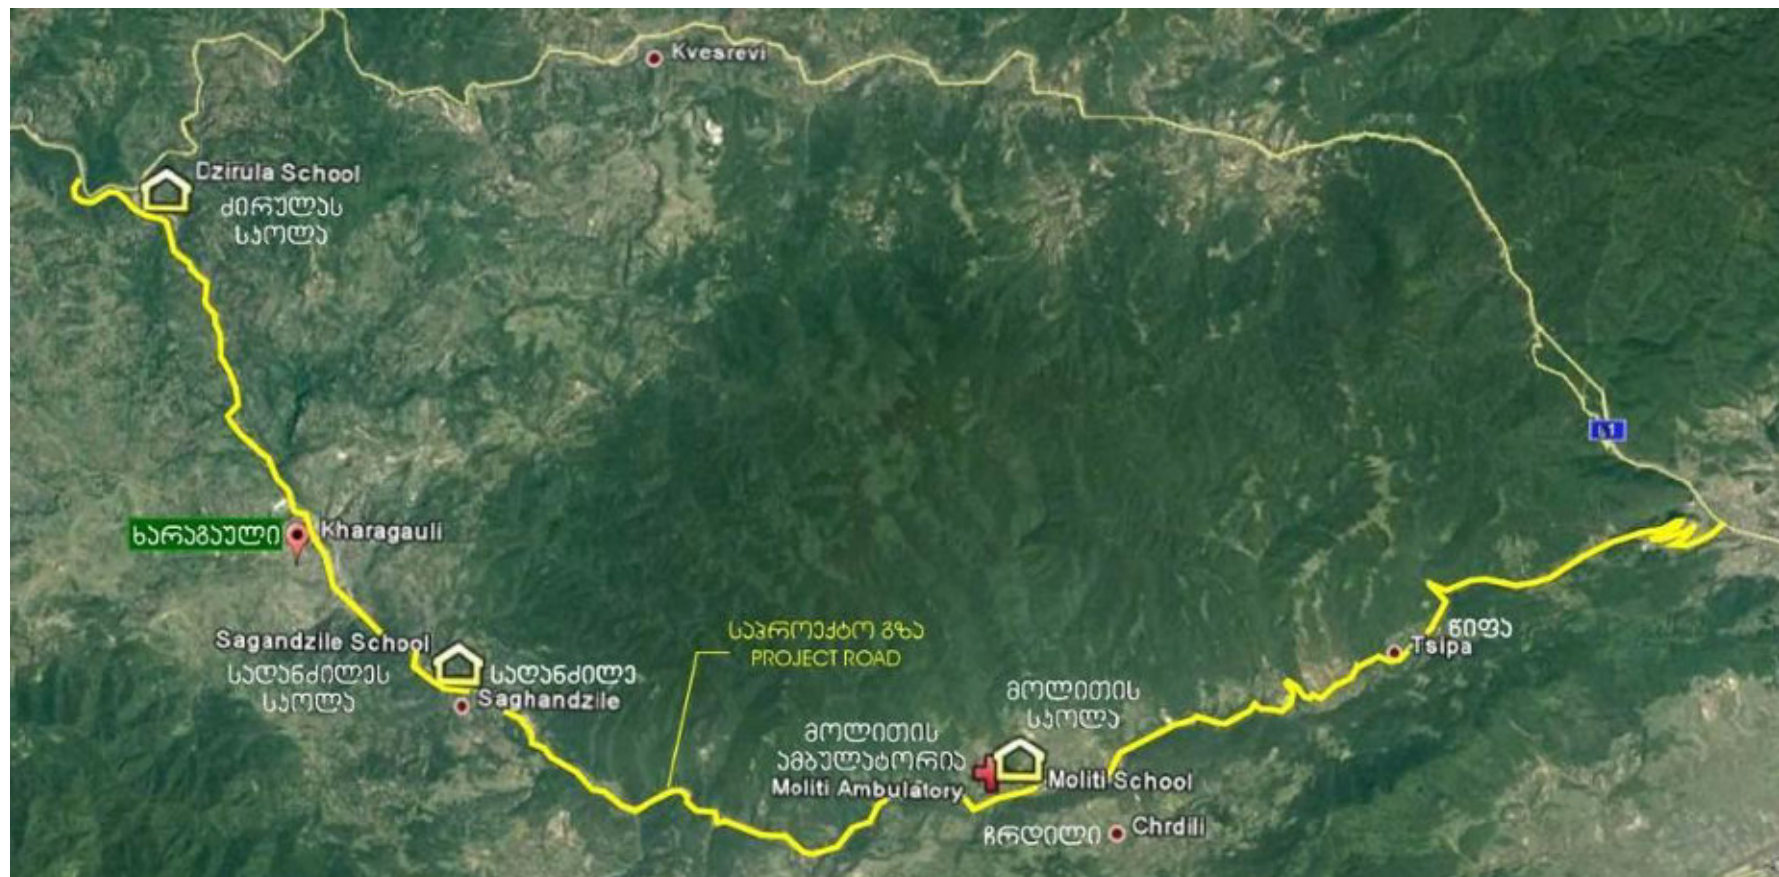 Kvesrevi
Dzirula School
ძირულას
სკოლა
ხარაგაული
Kharagauli
Sagandzile School
საღანძილეს
სკოლა
საღანძილე
Saghandzile
საპროექტო გზა
PROJECT ROAD
მოლითის
სკოლა
მოლითის
ამბულატორია
Moliti Ambulatory
Moliti School
ჩრდილი
Chrdili
წიფა
Tsipa